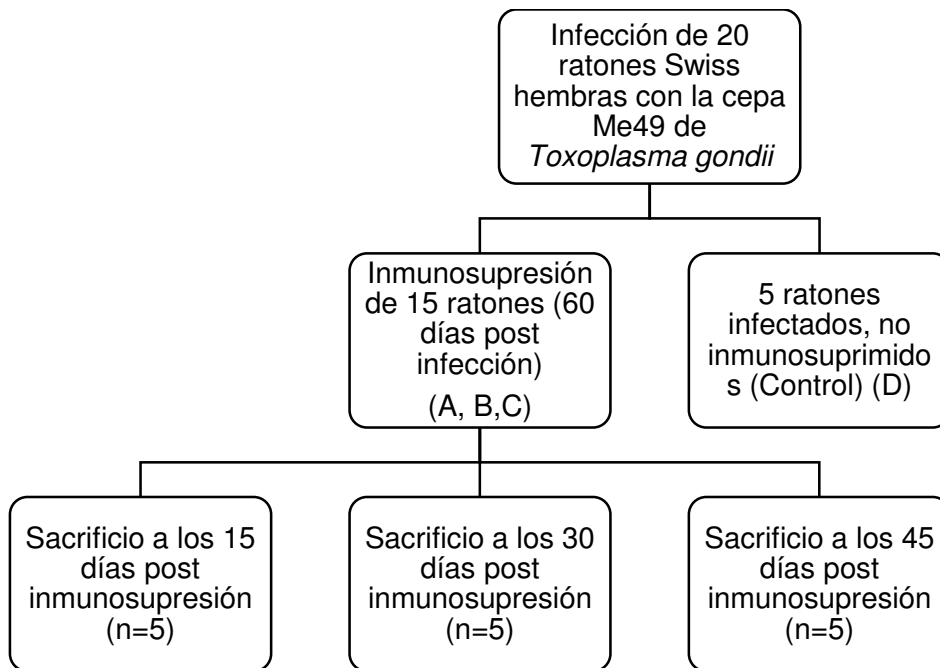 Infección de 20
ratones Swiss
hembras con la cepa
Me49 de
Toxoplasma gondii
Inmunosupresión
de 15 ratones (60
días post
infección)
(A, B,C)
5 ratones
infectados, no
inmunosuprimido
s (Control) (D)
Sacrificio a los 15
días post
inmunosupresión
(n=5)
Sacrificio a los 30
días post
inmunosupresión
(n=5)
Sacrificio a los 45
días post
inmunosupresión
(n=5)